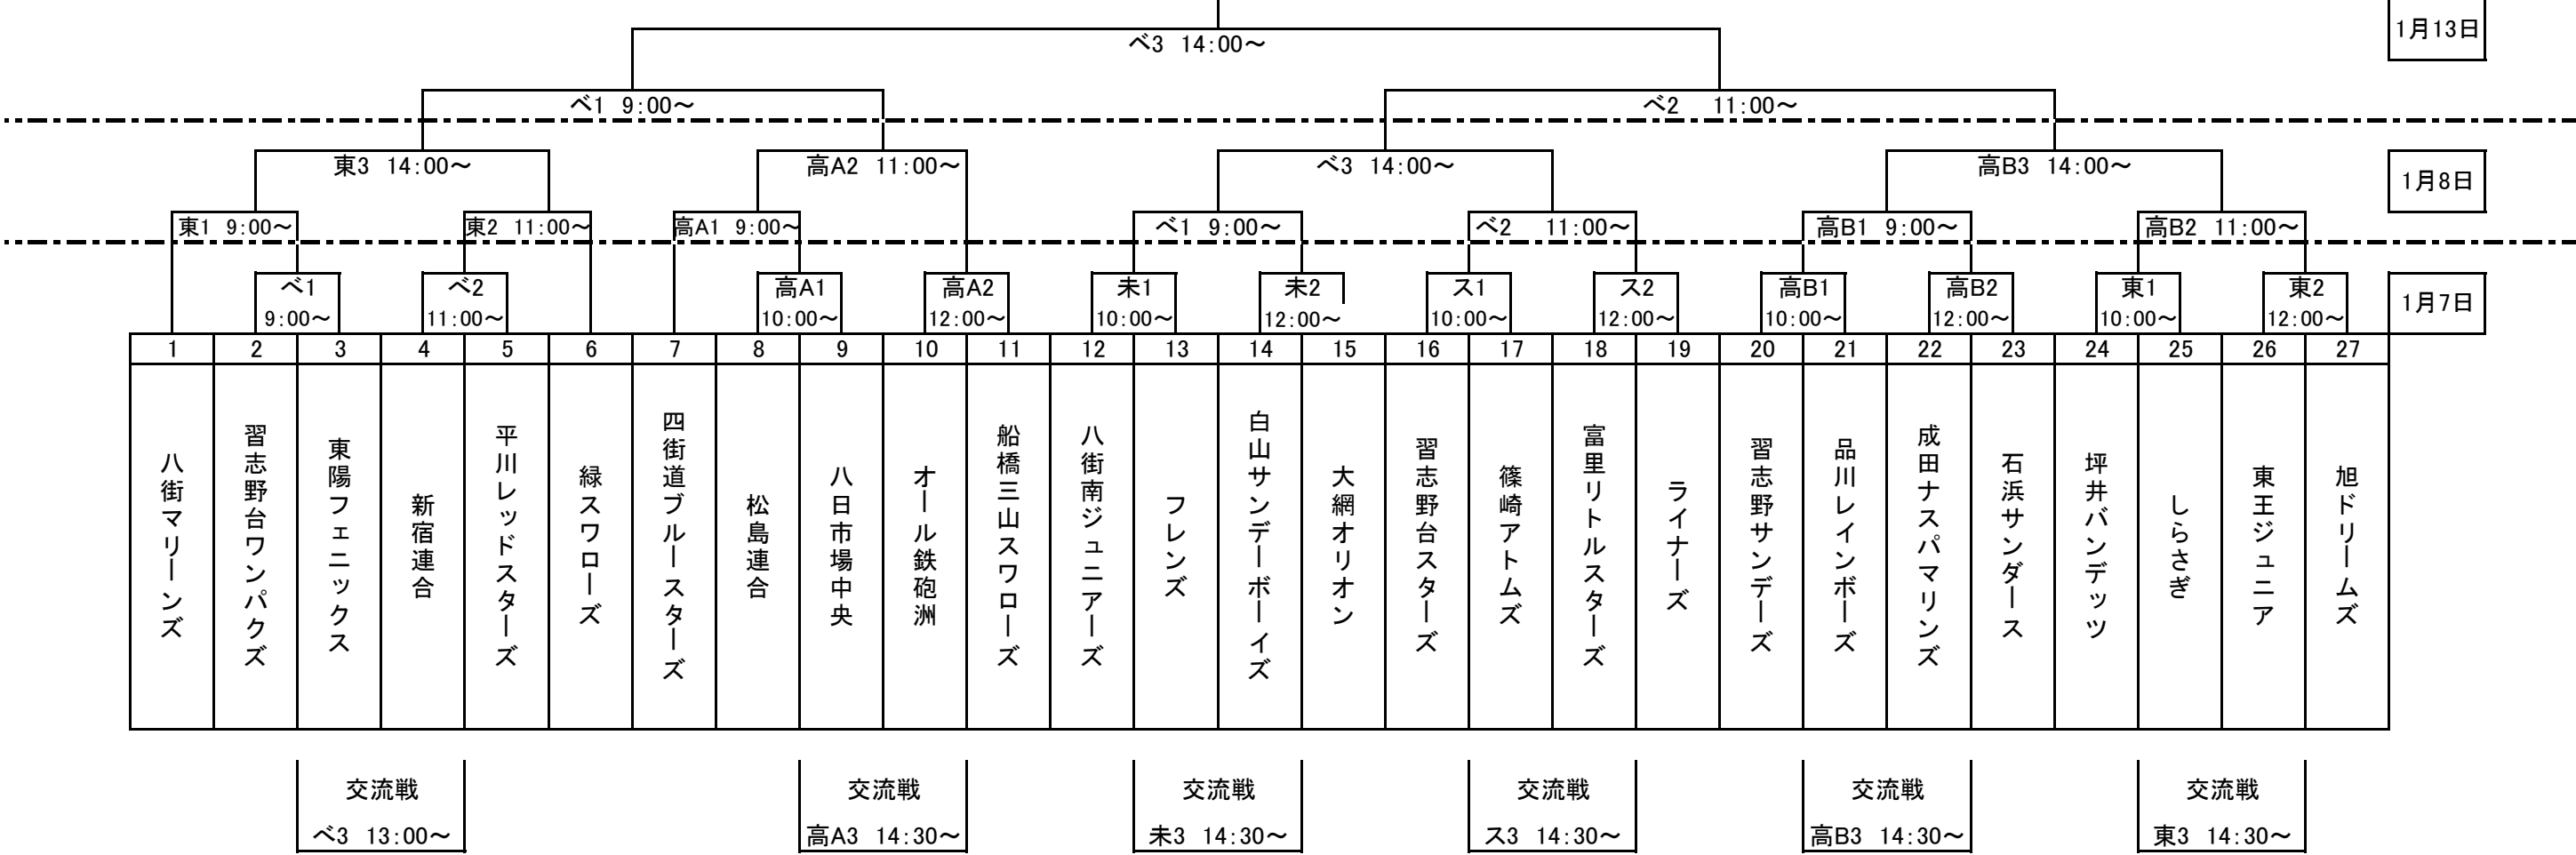 1月13日
ベ3 14:00～
ベ1 9:00～
ベ2 11:00～
東3 14:00～
高A2 11:00～
ベ3 14:00～
高B3 14:00～
1月8日
東1 9:00～
東2 11:00～
高A1 9:00～
ベ1 9:00～
ベ2 11:00～
高B1 9:00～
高B2 11:00～
ベ1
9:00～
ベ2
11:00～
高A1
10:00～
高A2
12:00～
未1
10:00～
未2
12:00～
ス1
10:00～
ス2
12:00～
高B1
10:00～
高B2
12:00～
東1
10:00～
東2
12:00～
1月7日
1 2 3 4 5 6 7 8 9 10 11 12 13 14 15 16 17 18 19 20 21 22 23 24 25 26 27
八街マリーンズ
習志野台ワンパクズ
東陽フェニックス
新宿連合
平川レッドスターズ
緑スワローズ
四街道ブルースターズ
松島連合
八日市場中央
オール鉄砲洲
船橋三山スワローズ
八街南ジュニアーズ
フレンズ
白山サンデーボーイズ
大網オリオン
習志野台スターズ
篠崎アトムズ
富里リトルスターズ
ライナーズ
習志野サンデーズ
品川レインボーズ
成田ナスパマリンズ
石浜サンダース
坪井バンデッツ
しらさぎ
東王ジュニア
旭ドリームズ
交流戦
ベ3 13:00～
交流戦
高A3 14:30～
交流戦
未3 14:30～
交流戦
ス3 14:30～
交流戦
高B3 14:30～
交流戦
東3 14:30～